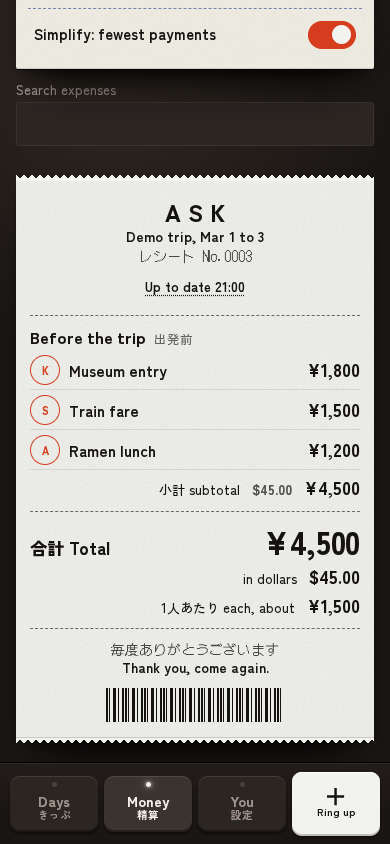 Simplify: fewest payments
Search expenses
ASK
Demo trip, Mar 1 to 3
レシート No.0003
Up to date 21:00
Before the trip 出発前
K Museum entry ¥1,800
S Train fare ¥1,500
A Ramen lunch ¥1,200
小計 subtotal $45.00 ¥4,500
合計 Total ¥4,500
in dollars $45.00
1人あたり each, about ¥1,500
毎度ありがとうございます
Thank you, come again.
Days Money You Ring up
きっぷ 精算 設定